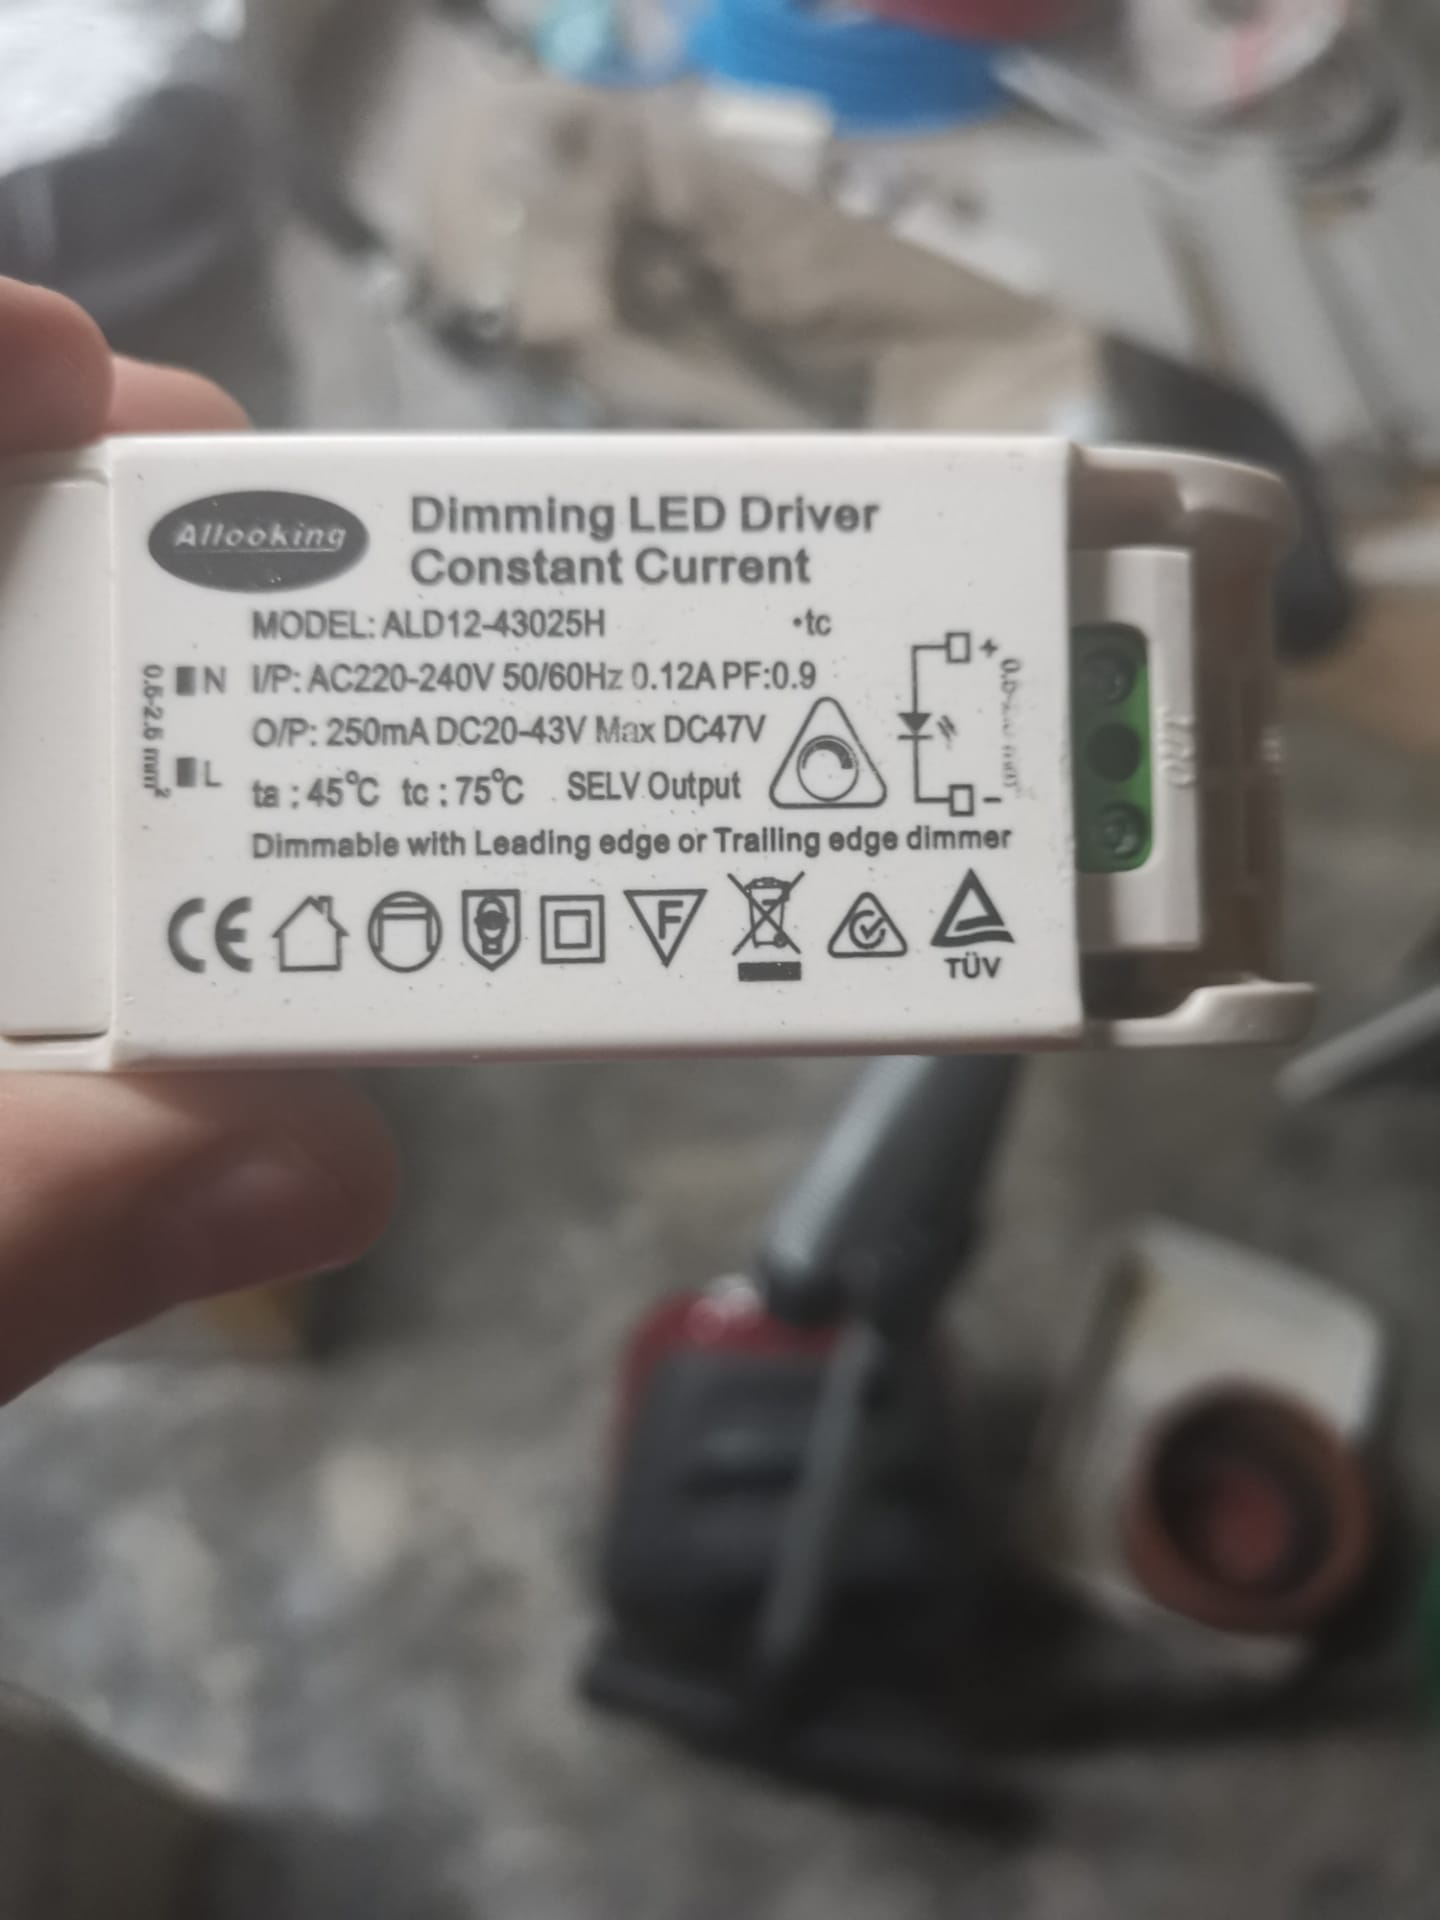 Allooking
Dimming LED Driver
Constant Current
MODEL: ALD12-43025H •tc
N I/P: AC220-240V 50/60Hz 0.12A PF:0.9
O/P: 250mA DC20-43V Max DC47V
L ta : 45°C tc : 75°C SELV Output
0.5-2.5 mm²
+
-
Dimmable with Leading edge or Trailing edge dimmer
CE
F
TÜV